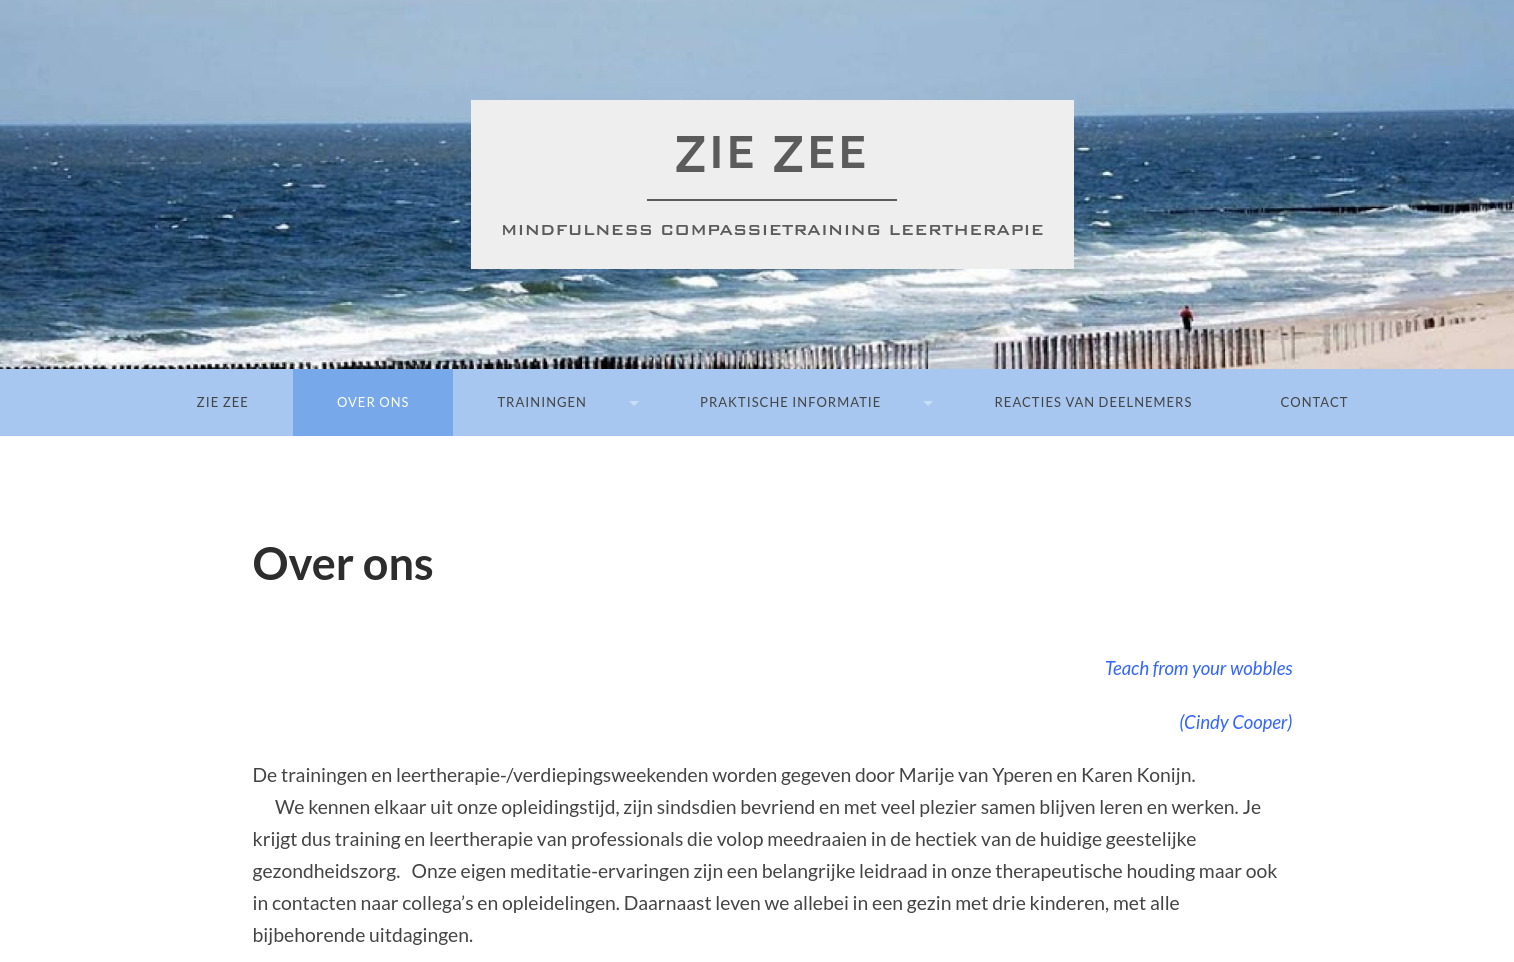 ZIE ZEE
MINDFULNESS COMPASSIETRAINING LEERTHERAPIE
ZIE ZEE
OVER ONS
TRAININGEN
PRAKTISCHE INFORMATIE
REACTIES VAN DEELNEMERS
CONTACT
Over ons
Teach from your wobbles
(Cindy Cooper)
De trainingen en leertherapie-/verdiepingsweekenden worden gegeven door Marije van Yperen en Karen Konijn.
We kennen elkaar uit onze opleidingstijd, zijn sindsdien bevriend en met veel plezier samen blijven leren en werken. Je
krijgt dus training en leertherapie van professionals die volop meedraaien in de hectiek van de huidige geestelijke
gezondheidszorg. Onze eigen meditatie-ervaringen zijn een belangrijke leidraad in onze therapeutische houding maar ook
in contacten naar collega’s en opleidelingen. Daarnaast leven we allebei in een gezin met drie kinderen, met alle
bijbehorende uitdagingen.